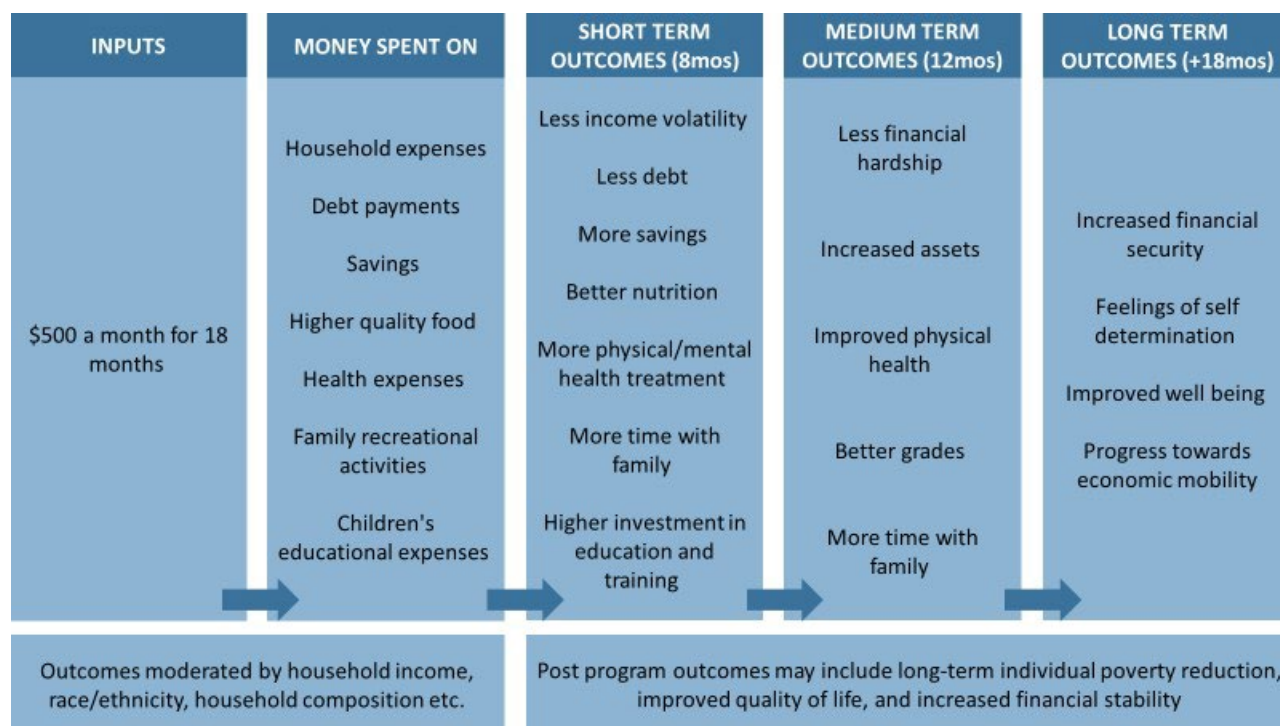 INPUTS
$500 a month for 18
months
MONEY SPENT ON
Household expenses
Debt payments
Savings
Higher quality food
Health expenses
Family recreational
activities
Children's
educational expenses
SHORT TERM
OUTCOMES (8mos)
Less income volatility
Less debt
More savings
Better nutrition
More physical/mental
health treatment
More time with
family
Higher investment in
education and
training
MEDIUM TERM
OUTCOMES (12mos)
Less financial
hardship
Increased assets
Improved physical
health
Better grades
More time with
family
LONG TERM
OUTCOMES (+18mos)
Increased financial
security
Feelings of self
determination
Improved well being
Progress towards
economic mobility
Outcomes moderated by household income,
race/ethnicity, household composition etc.
Post program outcomes may include long-term individual poverty reduction,
improved quality of life, and increased financial stability